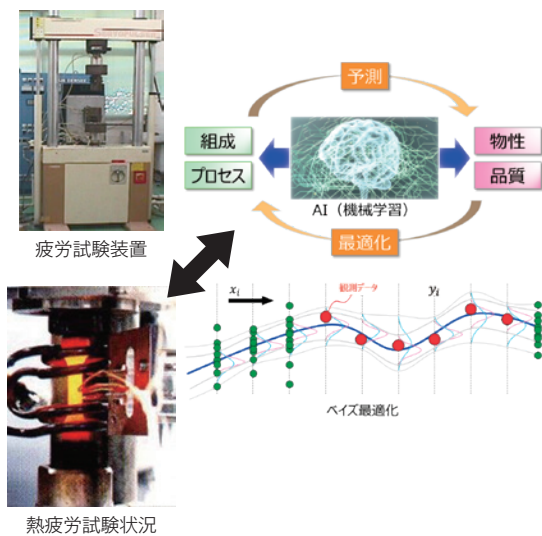 疲労試験装置
熱疲労試験状況
予測
組成
プロセス
物性
品質
AI（機械学習）
最適化
xᵢ
観測データ
yᵢ
ベイズ最適化